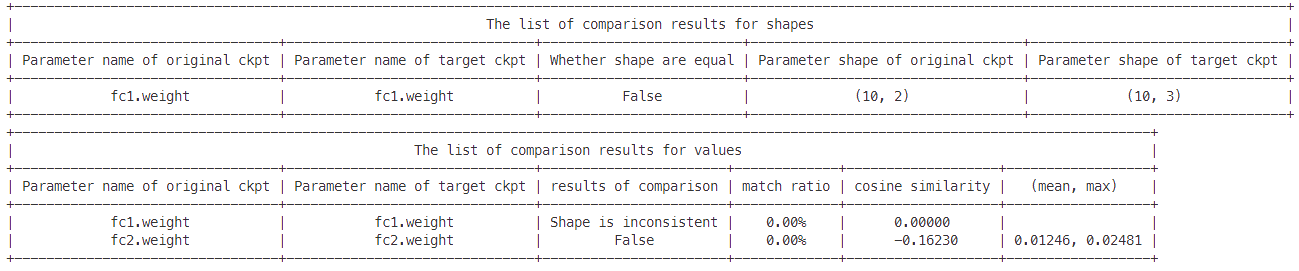 The list of comparison results for shapes
Parameter name of original ckpt | Parameter name of target ckpt | Whether shape are equal | Parameter shape of original ckpt | Parameter shape of target ckpt
fc1.weight | fc1.weight | False | (10, 2) | (10, 3)
The list of comparison results for values
Parameter name of original ckpt | Parameter name of target ckpt | results of comparison | match ratio | cosine similarity | (mean, max)
fc1.weight | fc1.weight | Shape is inconsistent | 0.00% | 0.00000 | 
fc2.weight | fc2.weight | False | 0.00% | -0.16230 | 0.01246, 0.02481